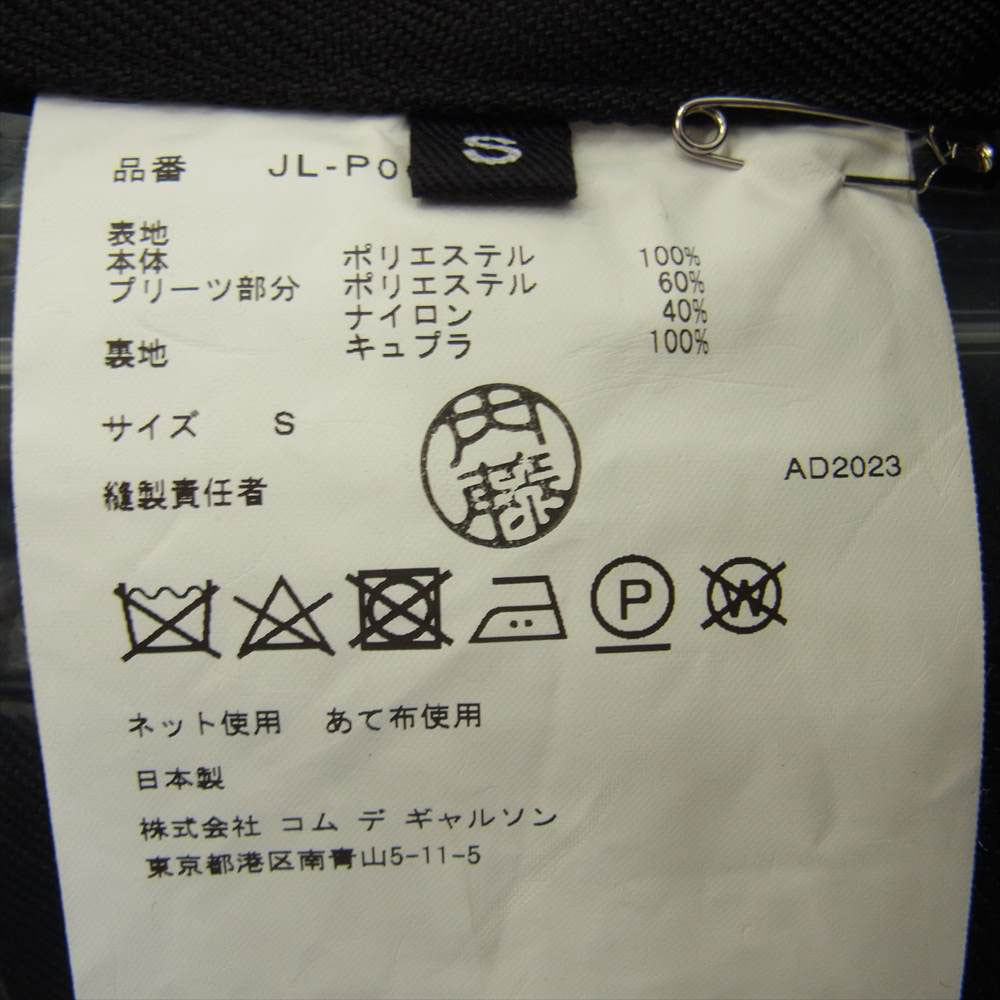 S
品番 JL-P0
表地
本体 ポリエステル 100%
プリーツ部分 ポリエステル 60%
ナイロン 40%
裏地 キュプラ 100%
サイズ S
内藤
縫製責任者
AD2023
P W
ネット使用 あて布使用
日本製
株式会社 コム デ ギャルソン
東京都港区南青山5-11-5